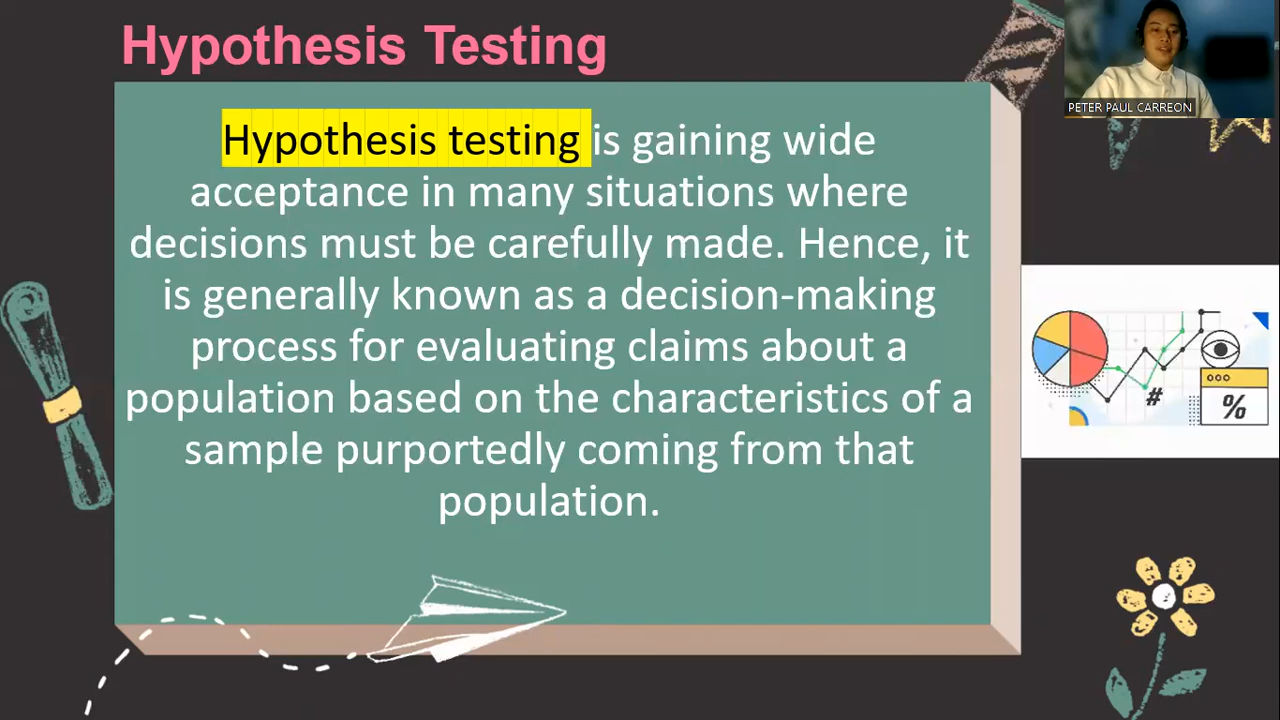 Hypothesis Testing
PETER PAUL CARREON
Hypothesis testing is gaining wide
acceptance in many situations where
decisions must be carefully made. Hence, it
is generally known as a decision-making
process for evaluating claims about a
population based on the characteristics of a
sample purportedly coming from that
population.
#
%